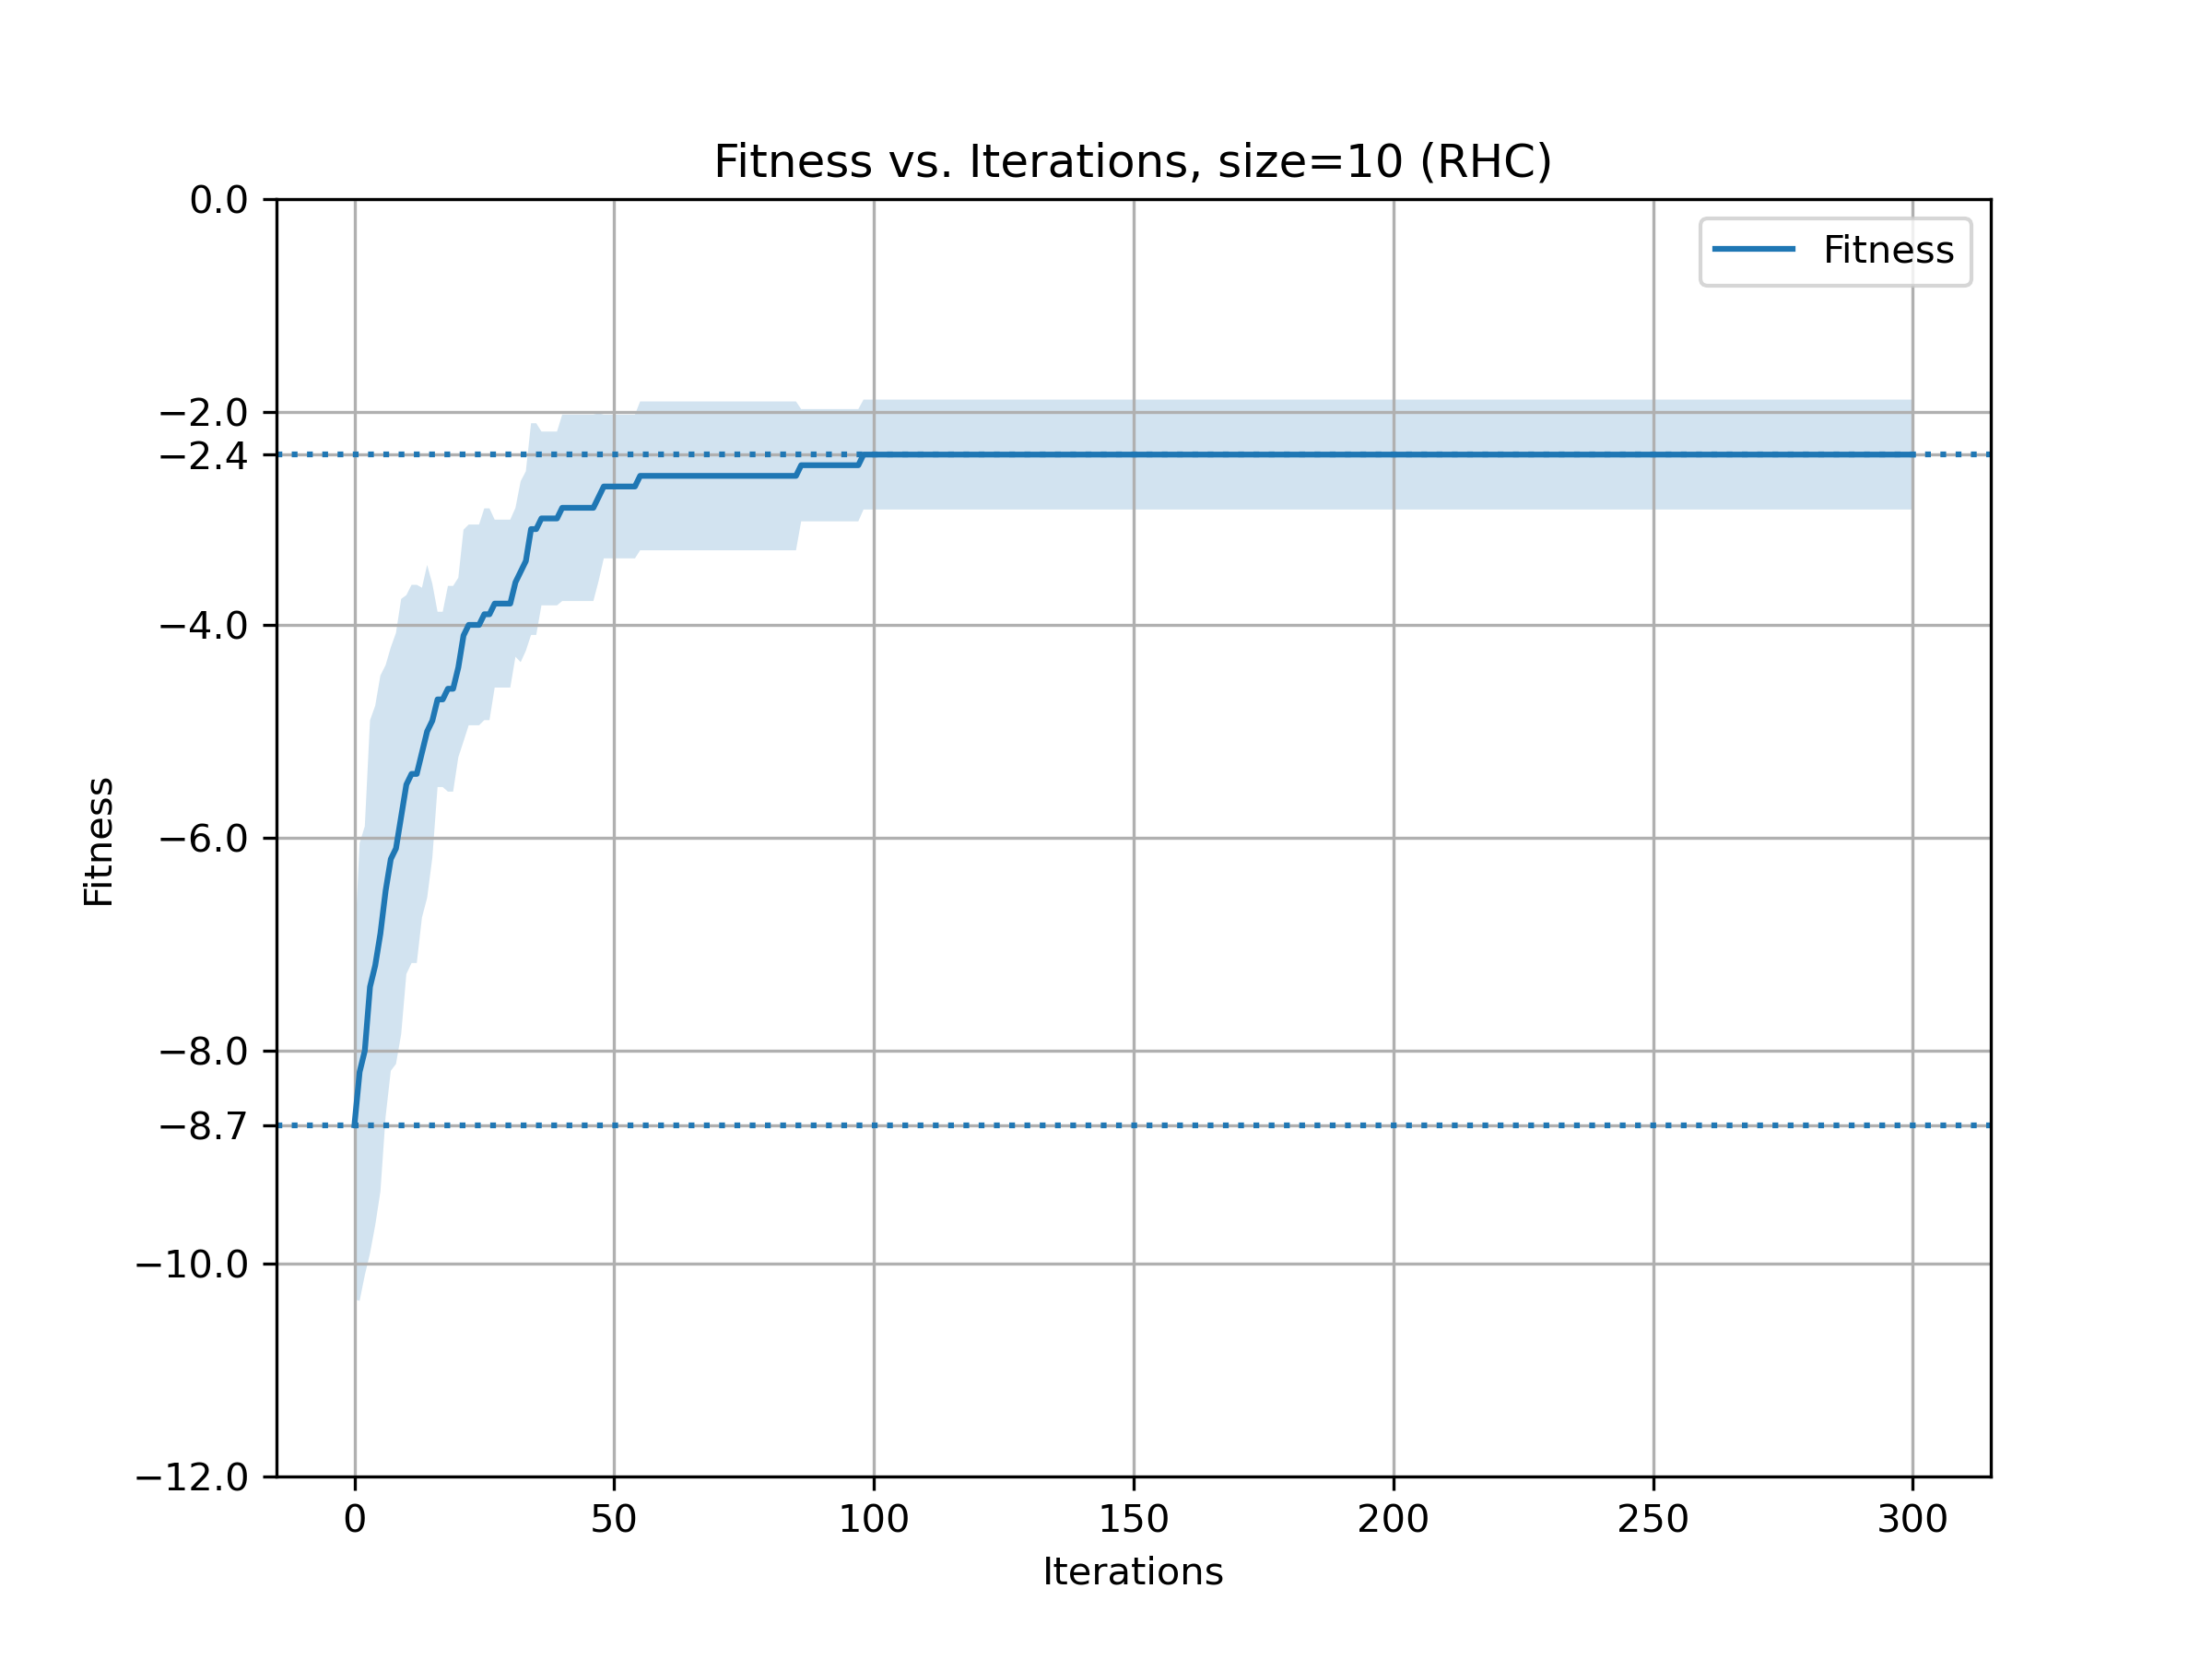 Fitness vs. Iterations, size=10 (RHC)
Fitness
0.0
−2.0
−2.4
−4.0
−6.0
−8.0
−8.7
−10.0
−12.0
Fitness
0 50 100 150 200 250 300
Iterations